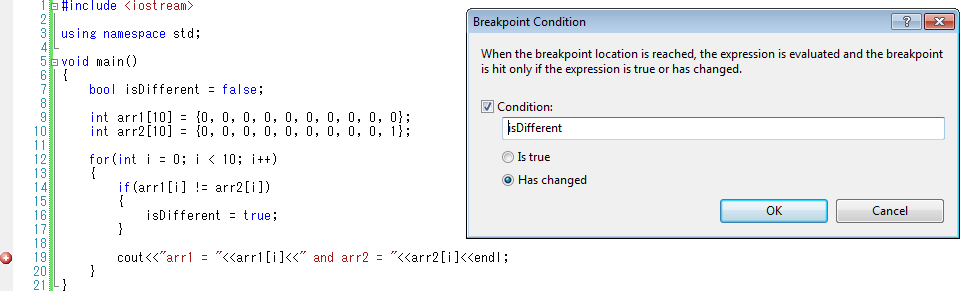 1 #include <iostream>
2
3 using namespace std;
4
5 void main()
6 {
7 bool isDifferent = false;
8
9 int arr1[10] = {0, 0, 0, 0, 0, 0, 0, 0, 0, 0};
10 int arr2[10] = {0, 0, 0, 0, 0, 0, 0, 0, 0, 1};
11
12 for(int i = 0; i < 10; i++)
13 {
14 if(arr1[i] != arr2[i])
15 {
16 isDifferent = true;
17 }
18
19 cout<<"arr1 = "<<arr1[i]<<" and arr2 = "<<arr2[i]<<endl;
20 }
21 }
Breakpoint Condition
When the breakpoint location is reached, the expression is evaluated and the breakpoint
is hit only if the expression is true or has changed.
Condition:
isDifferent
Is true
Has changed
OK Cancel